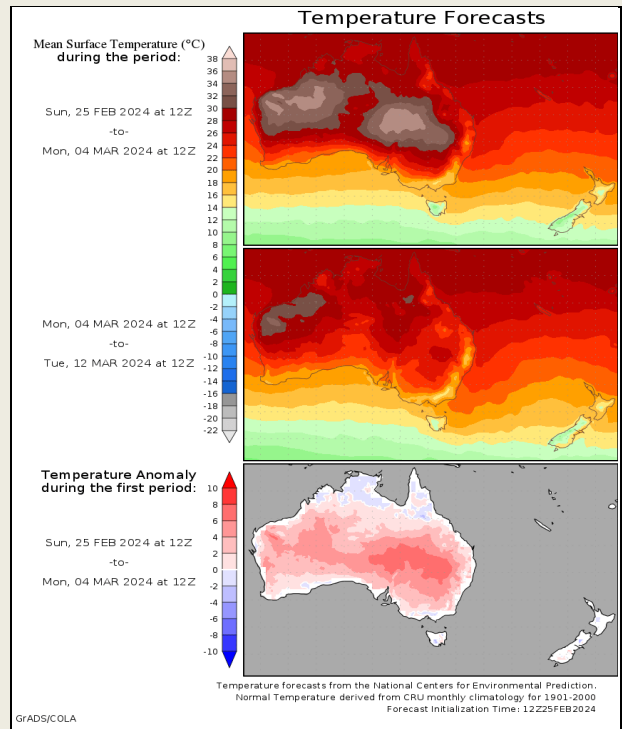 Temperature Forecasts
Mean Surface Temperature (°C)
during the period:
Sun, 25 FEB 2024 at 12Z
-to-
Mon, 04 MAR 2024 at 12Z
38
36
34
32
30
28
26
24
22
20
18
16
14
12
10
8
6
4
2
0
-2
-4
-6
-8
-10
-12
-14
-16
-18
-20
-22
Mon, 04 MAR 2024 at 12Z
-to-
Tue, 12 MAR 2024 at 12Z
Temperature Anomaly
during the first period:
Sun, 25 FEB 2024 at 12Z
-to-
Mon, 04 MAR 2024 at 12Z
10
8
6
4
2
0
-2
-4
-6
-8
-10
Temperature forecasts from the National Centers for Environmental Prediction.
Normal Temperature derived from CRU monthly climatology for 1901-2000
Forecast Initialization Time: 12Z25FEB2024
GrADS/COLA